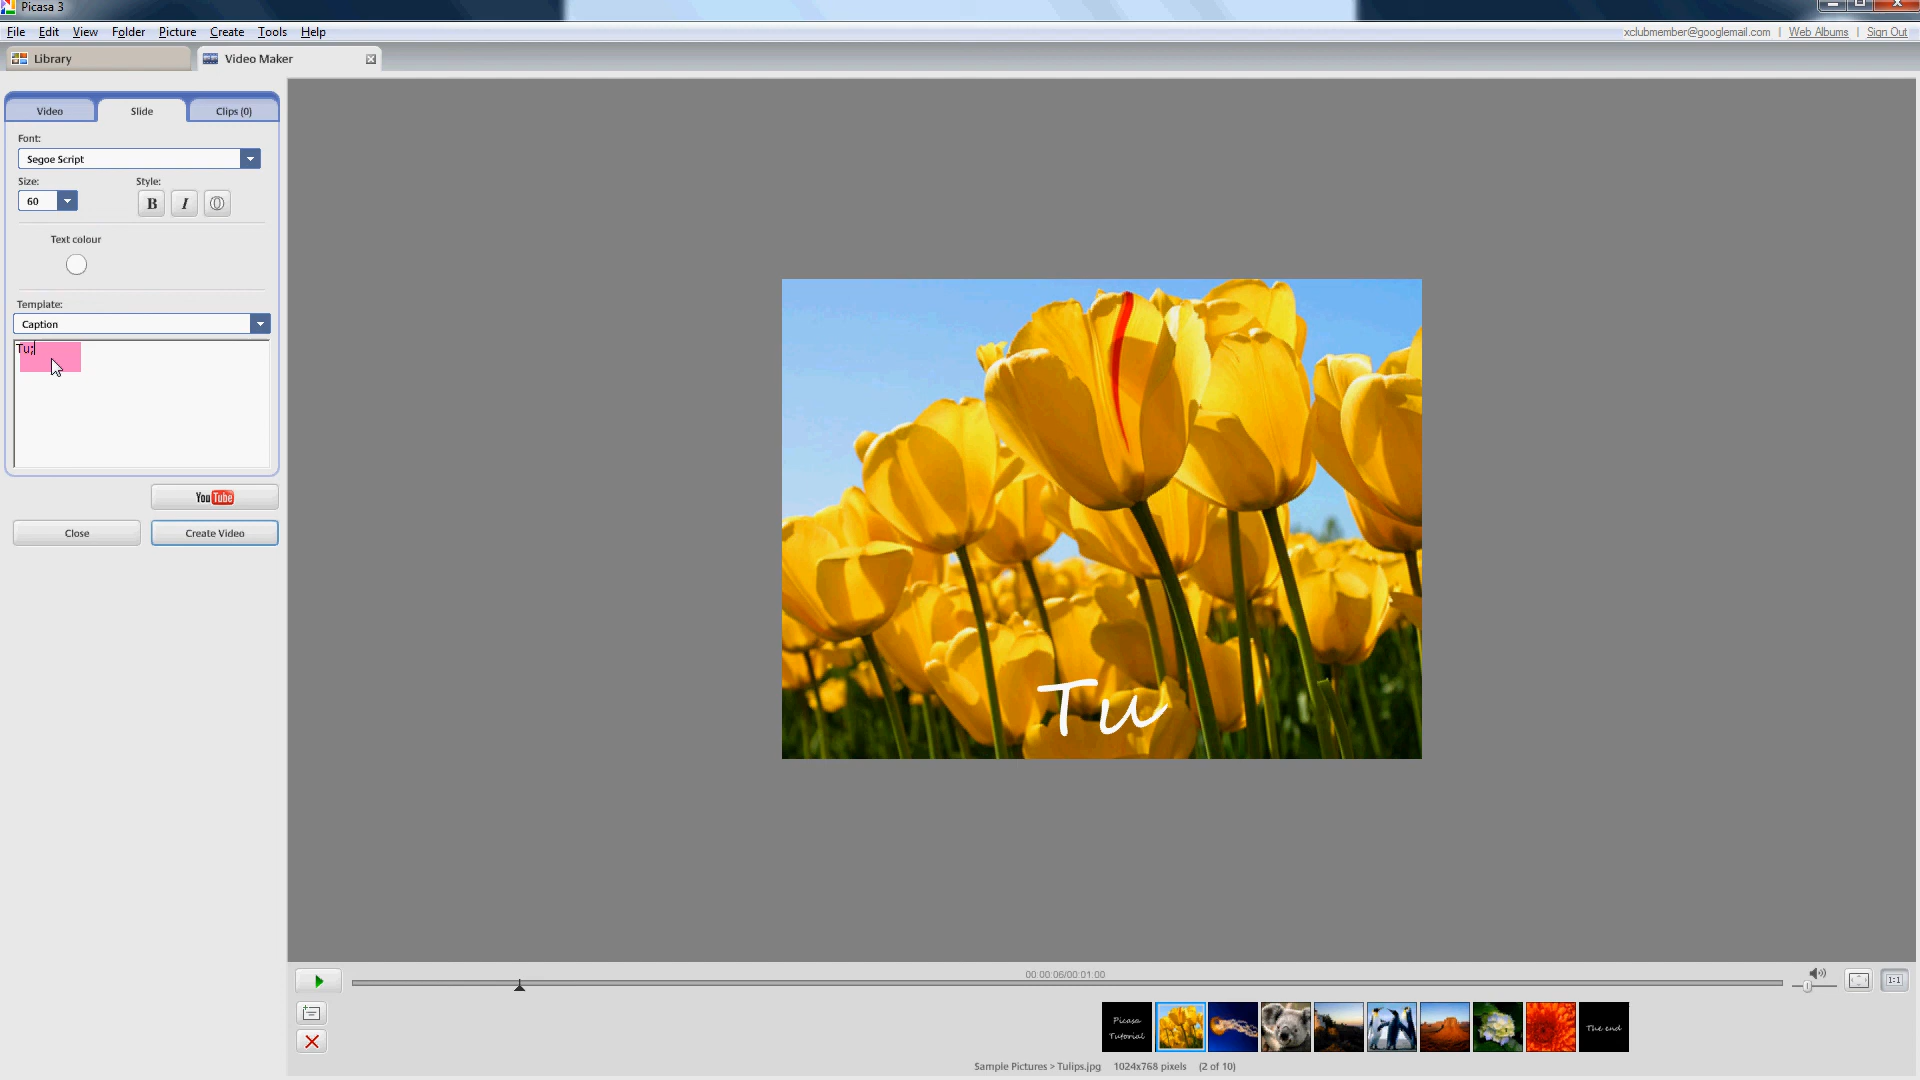 Picasa 3
File Edit View Folder Picture Create Tools Help
xclubmember@googlemail.com | Web Albums | Sign Out
Library
Video Maker
Video
Slide
Clips (0)
Font:
Segoe Script
Size:
Style:
60
B
I
O
Text colour
Template:
Caption
Tu;
YouTube
Close
Create Video
Tu
00:00:06/00:01:00
1:1
Picasa
Tutorial
The end
Sample Pictures > Tulips.jpg 1024x768 pixels (2 of 10)